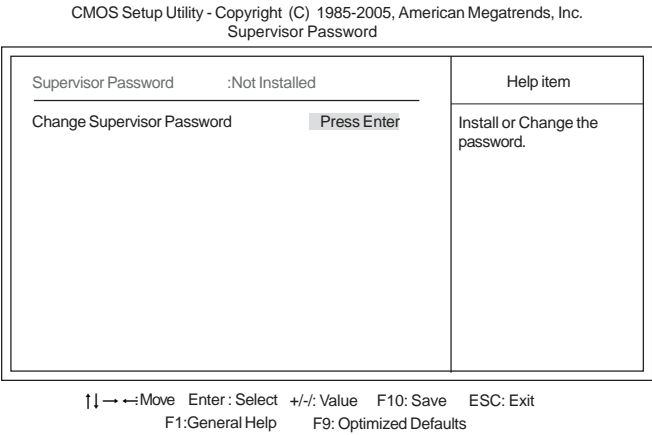 CMOS Setup Utility - Copyright (C) 1985-2005, American Megatrends, Inc.
Supervisor Password
Supervisor Password :Not Installed
Help item
Change Supervisor Password Press Enter
Install or Change the
password.
↑↓→←:Move Enter : Select +/-/: Value F10: Save ESC: Exit
F1:General Help F9: Optimized Defaults